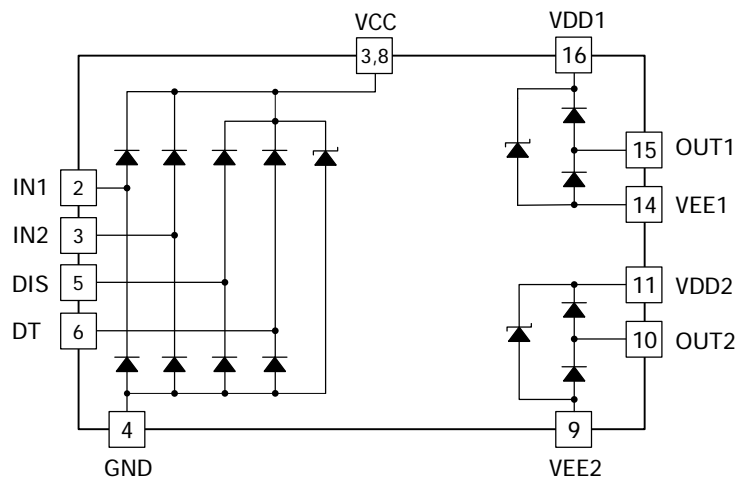 VCC
VDD1
3,8
16
IN1
2
15
OUT1
14
VEE1
IN2
3
DIS
5
11
VDD2
DT
6
10
OUT2
4
9
GND
VEE2